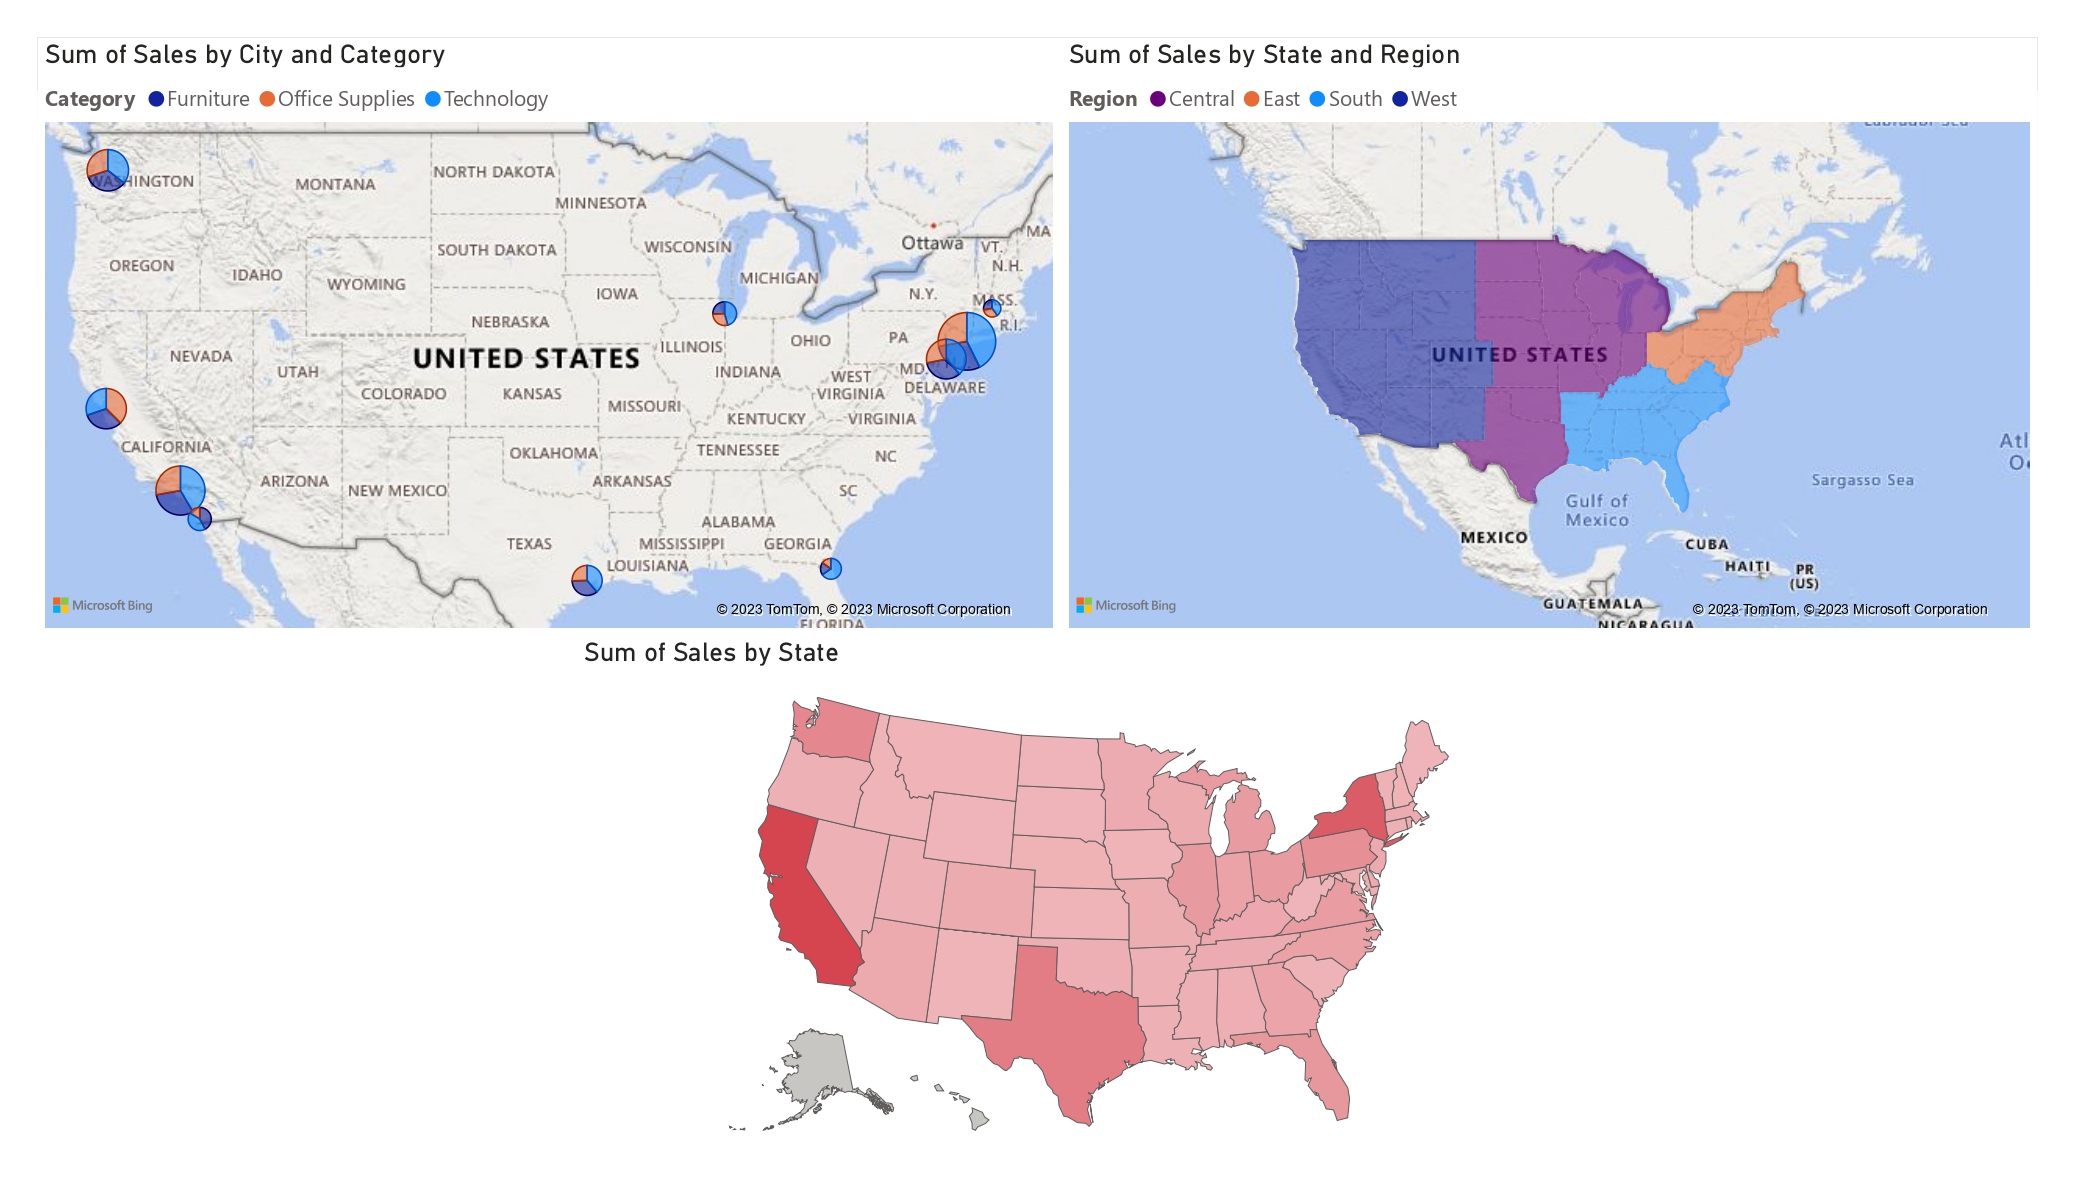 Sum of Sales by City and Category
Category Furniture Office Supplies Technology
WASHINGTON
MONTANA
NORTH DAKOTA
MINNESOTA
Ottawa
VT.
MA
OREGON
IDAHO
WYOMING
SOUTH DAKOTA
WISCONSIN
MICHIGAN
N.H.
IOWA
N.Y.
MASS.
NEBRASKA
R.I.
NEVADA
UTAH
UNITED STATES
ILLINOIS
OHIO
PA
COLORADO
KANSAS
MISSOURI
INDIANA
WEST
VIRGINIA
MD.
DELAWARE
KENTUCKY
VIRGINIA
CALIFORNIA
OKLAHOMA
TENNESSEE
NC
ARIZONA
NEW MEXICO
ARKANSAS
SC
ALABAMA
TEXAS
MISSISSIPPI
GEORGIA
LOUISIANA
FLORIDA
Microsoft Bing
© 2023 TomTom, © 2023 Microsoft Corporation
Sum of Sales by State and Region
Region Central East South West
Labrador Sea
UNITED STATES
Sargasso Sea
Gulf of
Mexico
MEXICO
CUBA
HAITI
PR
(US)
GUATEMALA
NICARAGUA
Microsoft Bing
© 2023 TomTom, © 2023 Microsoft Corporation
Sum of Sales by State